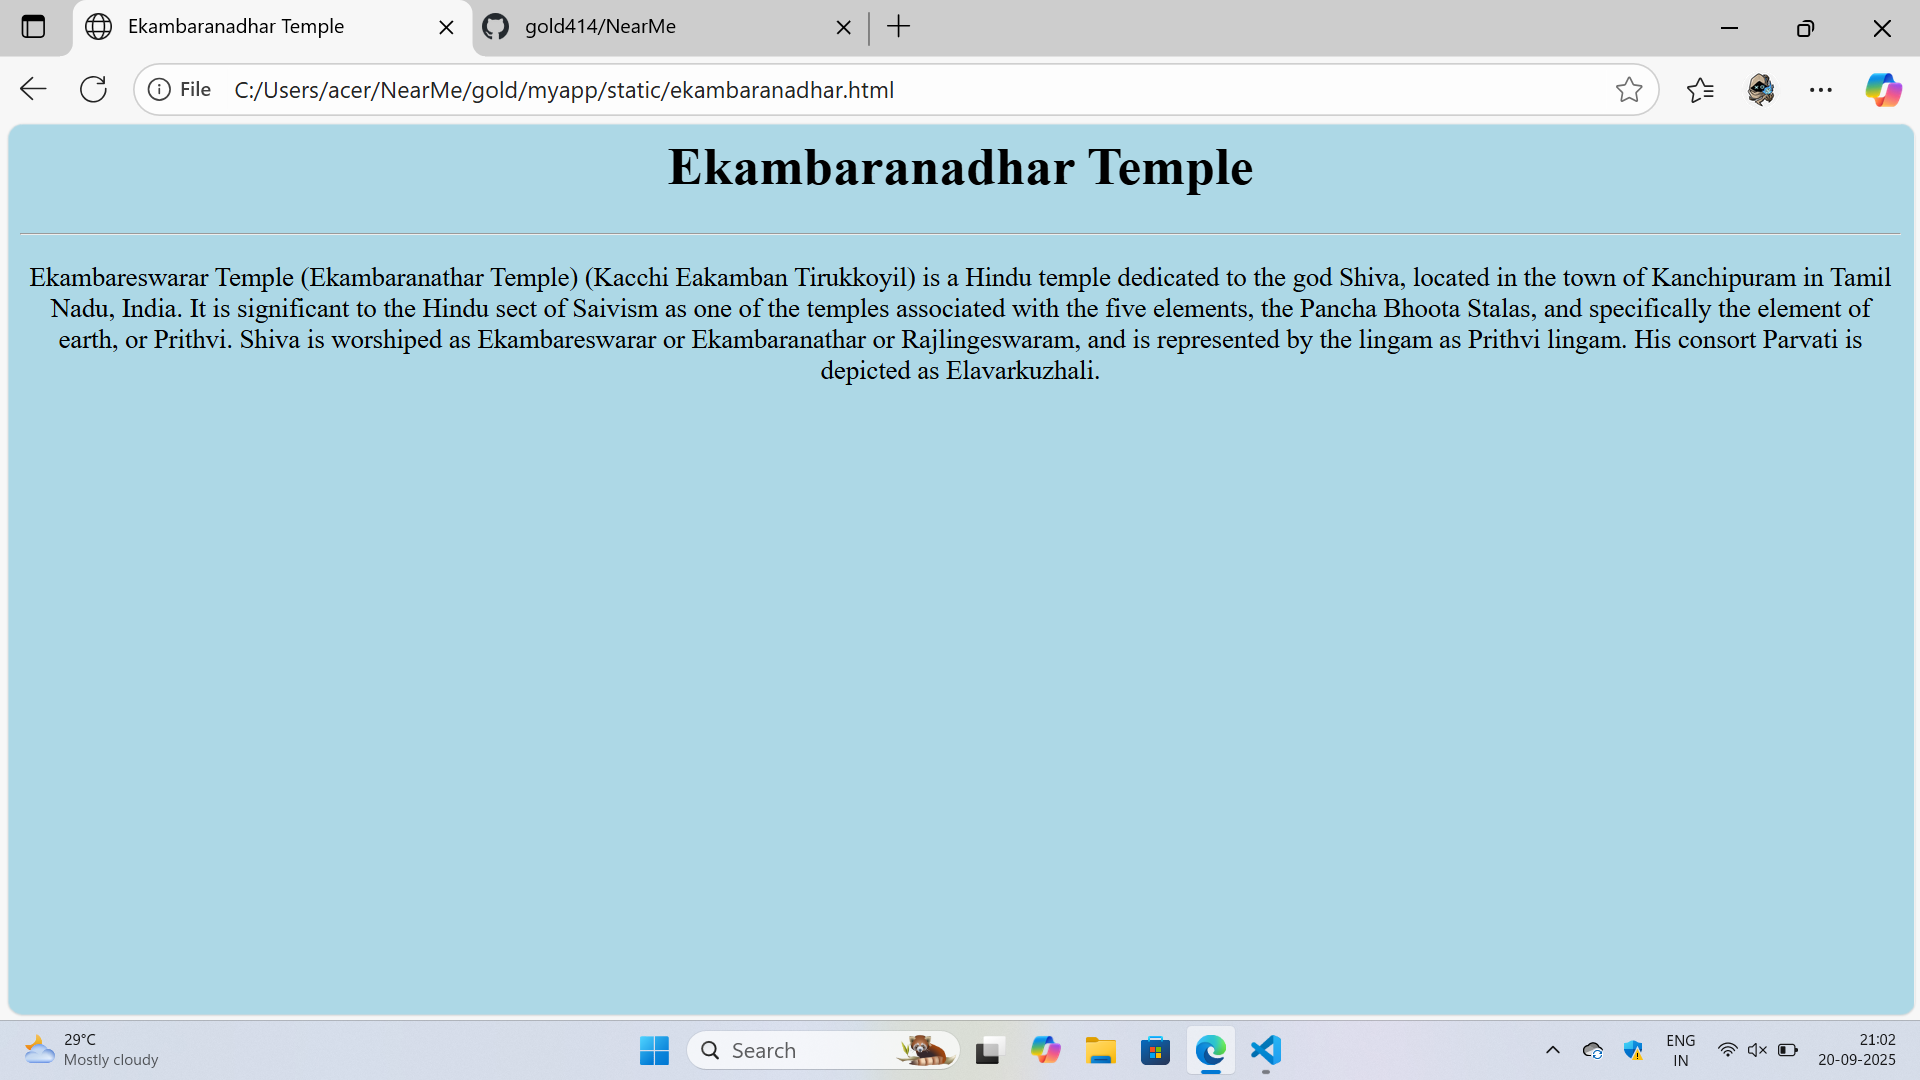 Ekambaranadhar Temple
gold414/NearMe
File C:/Users/acer/NearMe/gold/myapp/static/ekambaranadhar.html
Ekambaranadhar Temple
Ekambareswarar Temple (Ekambaranathar Temple) (Kacchi Eakamban Tirukkoyil) is a Hindu temple dedicated to the god Shiva, located in the town of Kanchipuram in Tamil
Nadu, India. It is significant to the Hindu sect of Saivism as one of the temples associated with the five elements, the Pancha Bhoota Stalas, and specifically the element of
earth, or Prithvi. Shiva is worshiped as Ekambareswarar or Ekambaranathar or Rajlingeswaram, and is represented by the lingam as Prithvi lingam. His consort Parvati is
depicted as Elavarkuzhali.
29°C
Mostly cloudy
Search
ENG
IN
21:02
20-09-2025